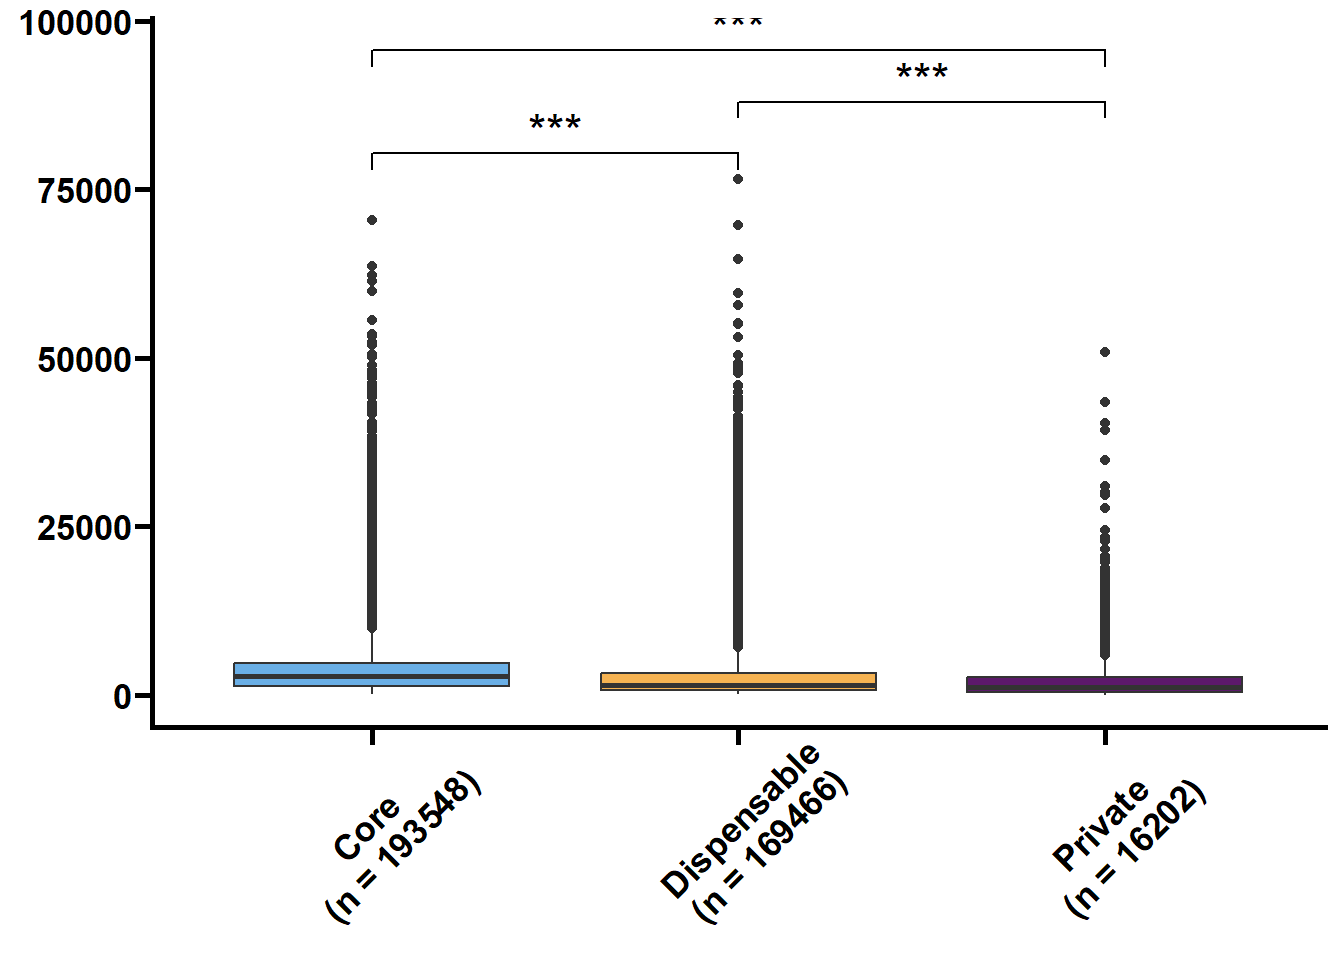 100000
***
***
***
75000
50000
25000
0
Core
(n = 193548)
Dispensable
(n = 169466)
Private
(n = 16202)